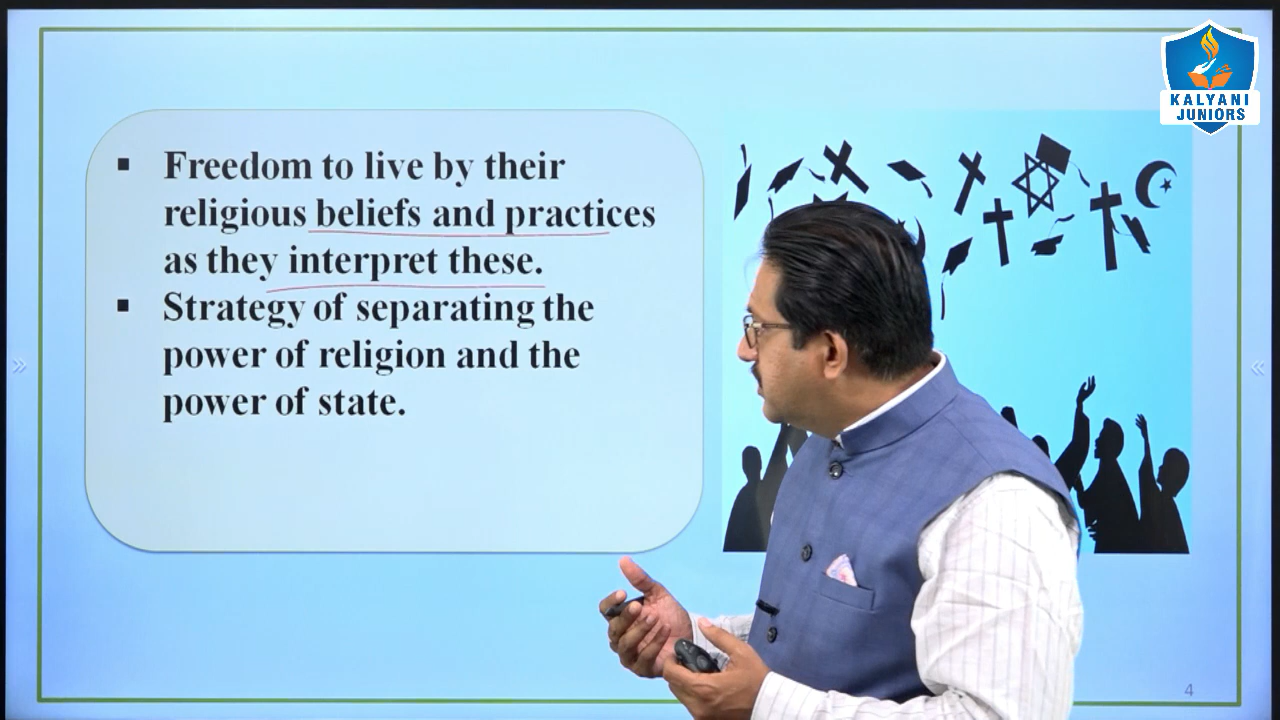 KALYANI
JUNIORS
▪ Freedom to live by their
religious beliefs and practices
as they interpret these.
▪ Strategy of separating the
power of religion and the
power of state.
4